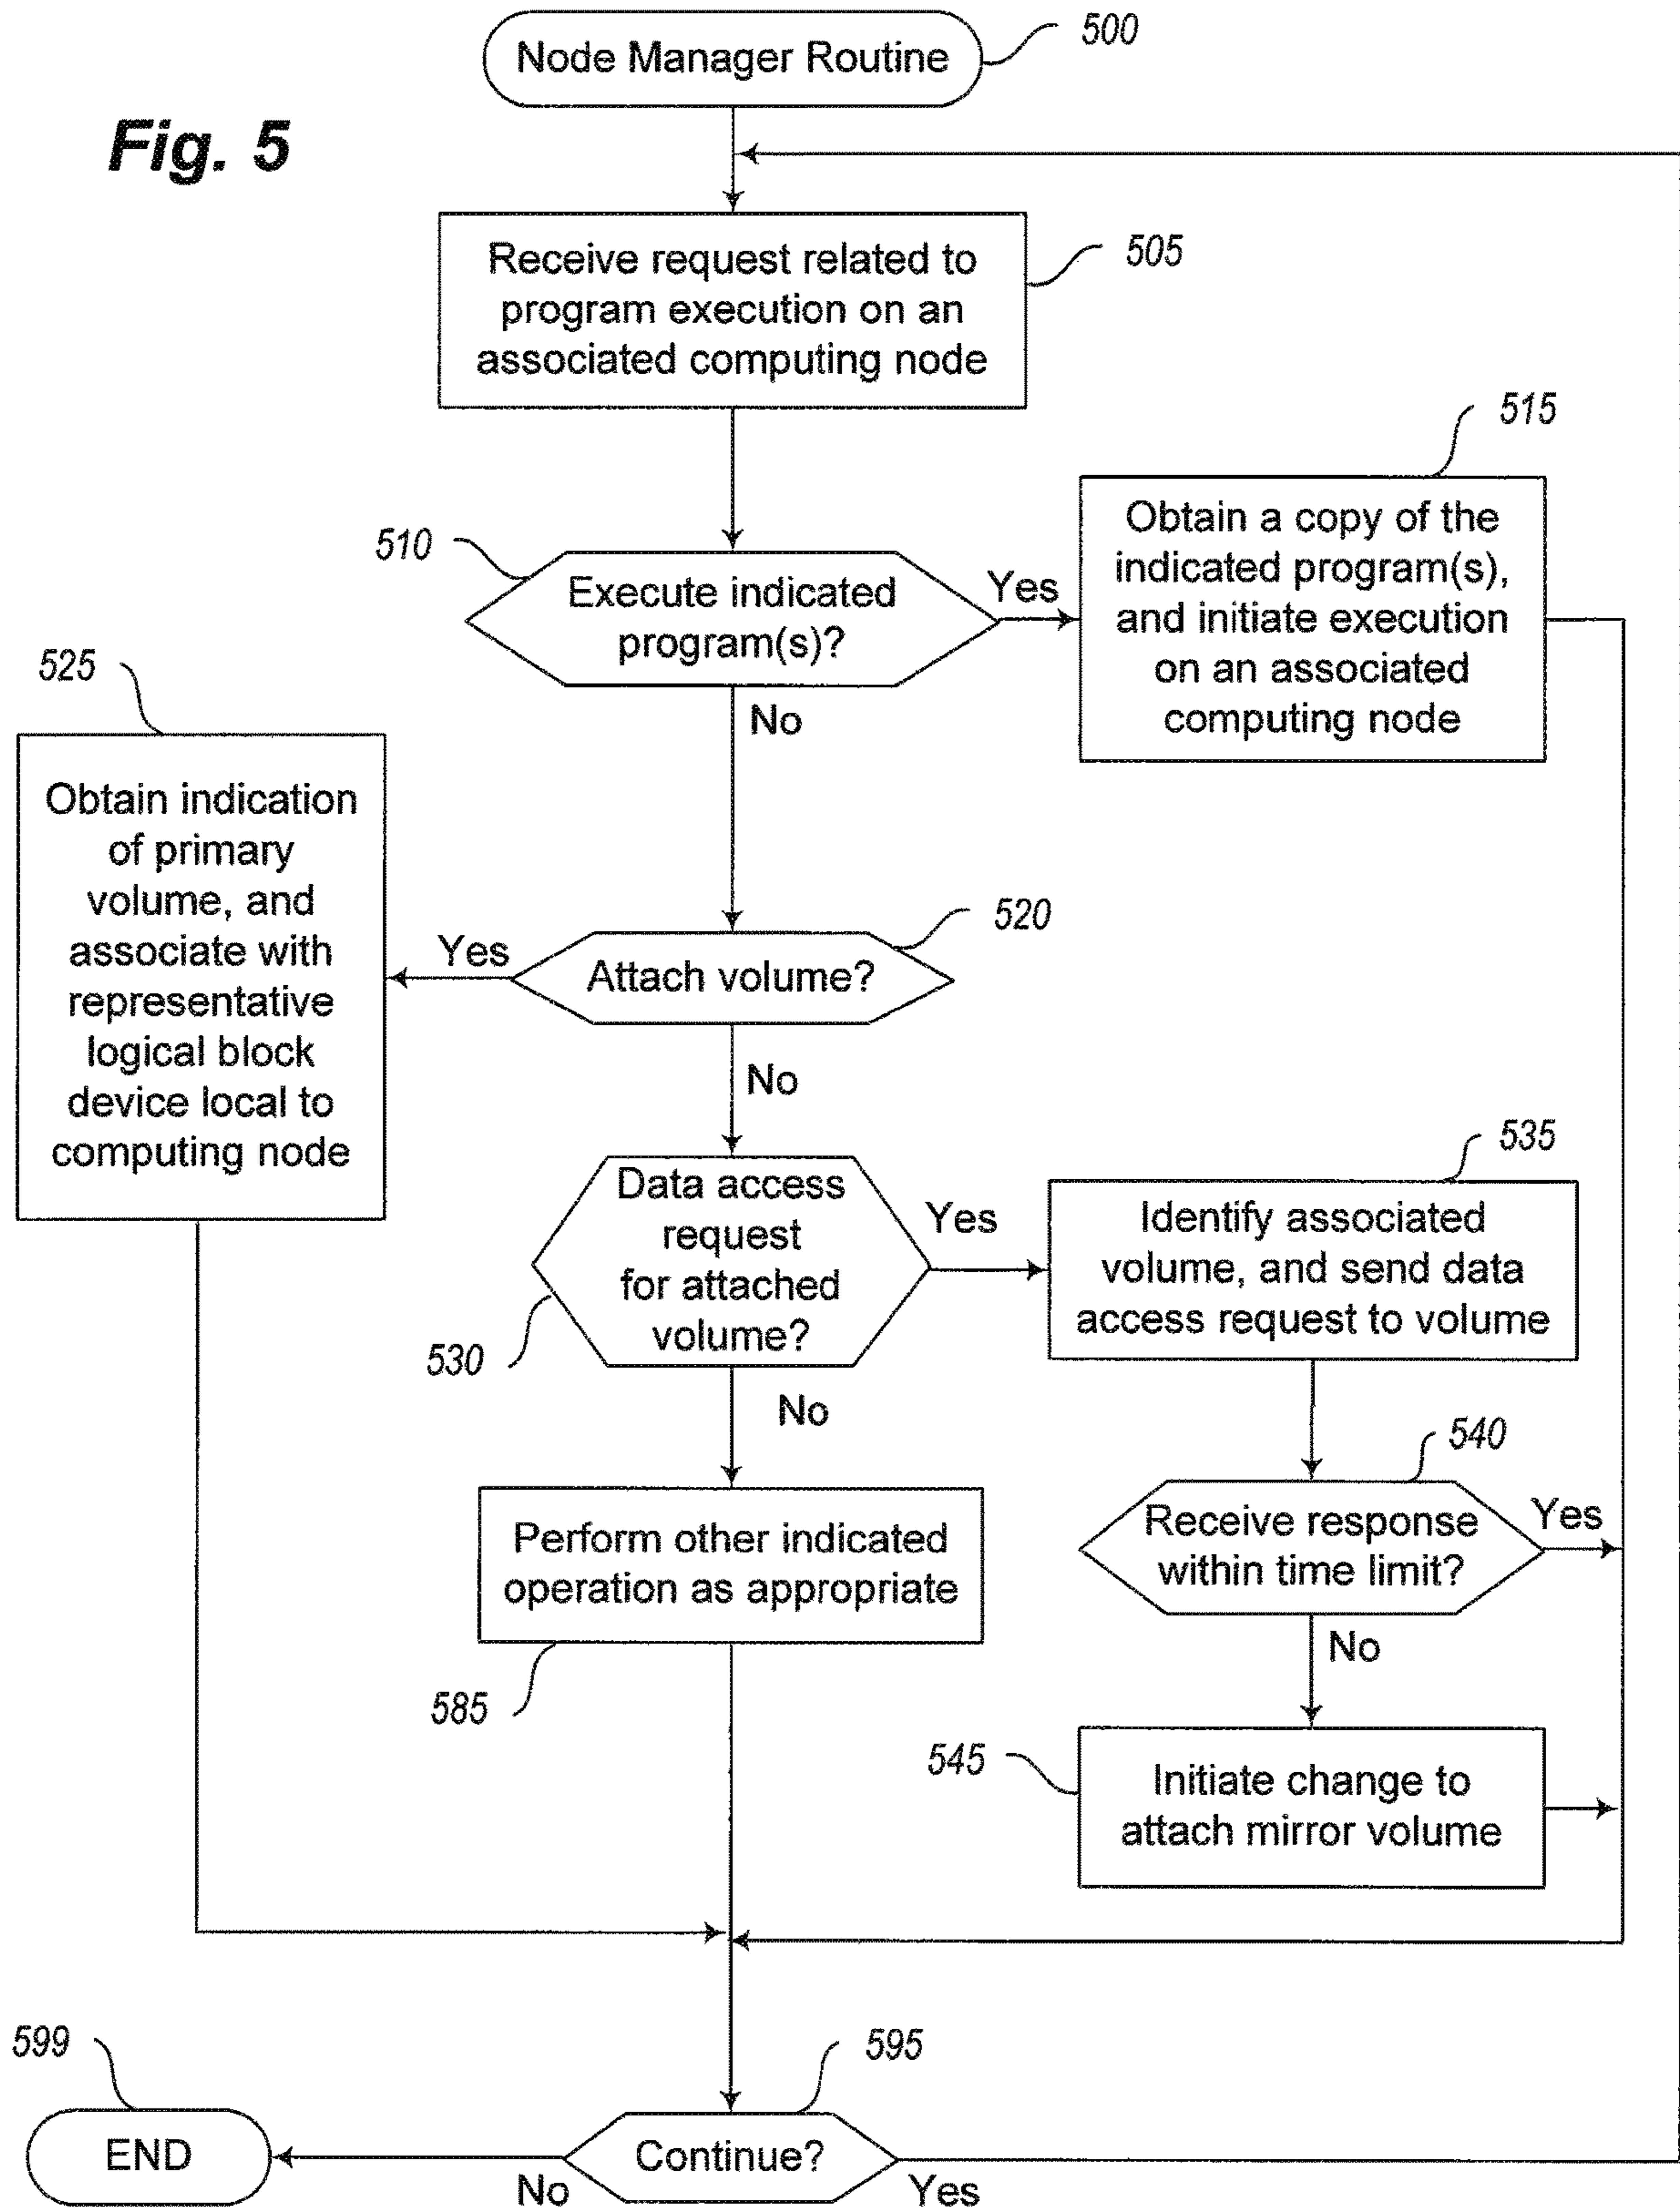 Fig. 5
Node Manager Routine
500
Receive request related to
program execution on an
associated computing node
505
510
Execute indicated
program(s)?
Yes
No
515
Obtain a copy of the
indicated program(s),
and initiate execution
on an associated
computing node
525
Obtain indication
of primary
volume, and
associate with
representative
logical block
device local to
computing node
520
Attach volume?
Yes
No
530
Data access
request
for attached
volume?
Yes
No
535
Identify associated
volume, and send data
access request to volume
540
Receive response
within time limit?
Yes
No
545
Initiate change to
attach mirror volume
Perform other indicated
operation as appropriate
585
595
Continue?
No
Yes
599
END